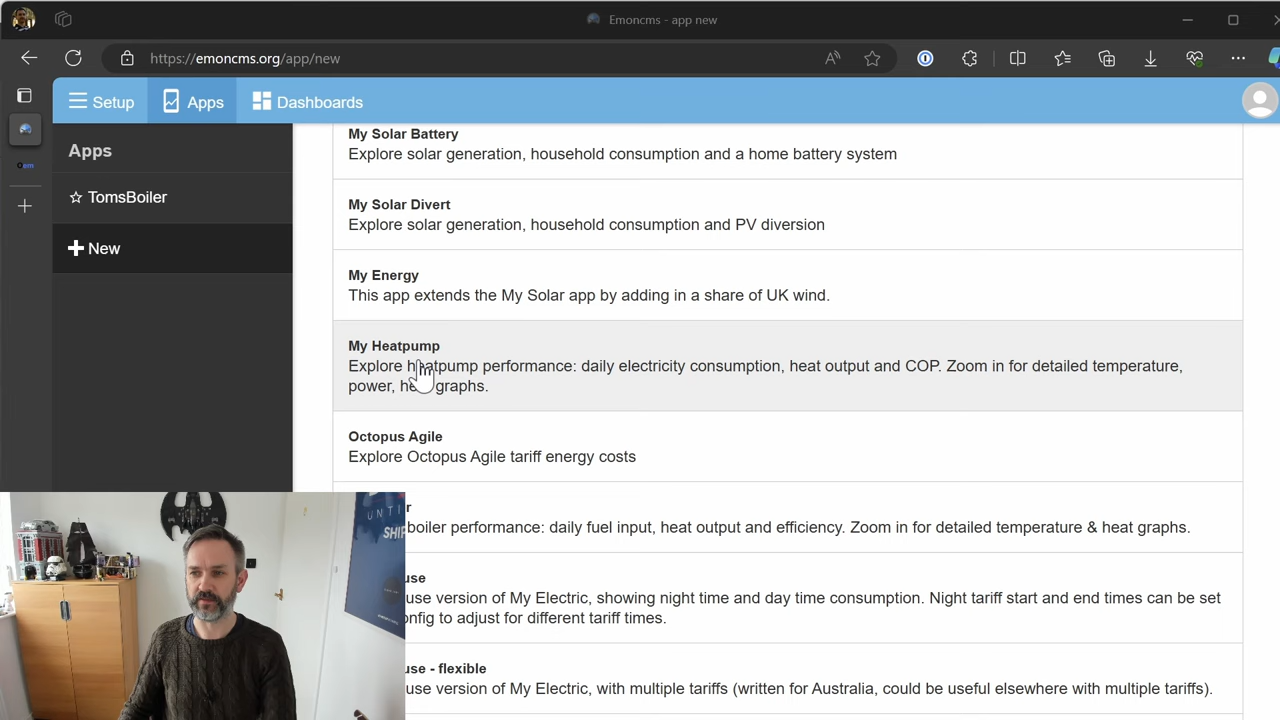 Emoncms - app new
https://emoncms.org/app/new
Setup
Apps
Dashboards
Apps
TomsBoiler
New
My Solar Battery
Explore solar generation, household consumption and a home battery system
My Solar Divert
Explore solar generation, household consumption and PV diversion
My Energy
This app extends the My Solar app by adding in a share of UK wind.
My Heatpump
Explore heatpump performance: daily electricity consumption, heat output and COP. Zoom in for detailed temperature,
power, graphs.
Octopus Agile
Explore Octopus Agile tariff energy costs
boiler performance: daily fuel input, heat output and efficiency. Zoom in for detailed temperature & heat graphs.
use
use version of My Electric, showing night time and day time consumption. Night tariff start and end times can be set
nfig to adjust for different tariff times.
use - flexible
use version of My Electric, with multiple tariffs (written for Australia, could be useful elsewhere with multiple tariffs).
UNTI
SHIP